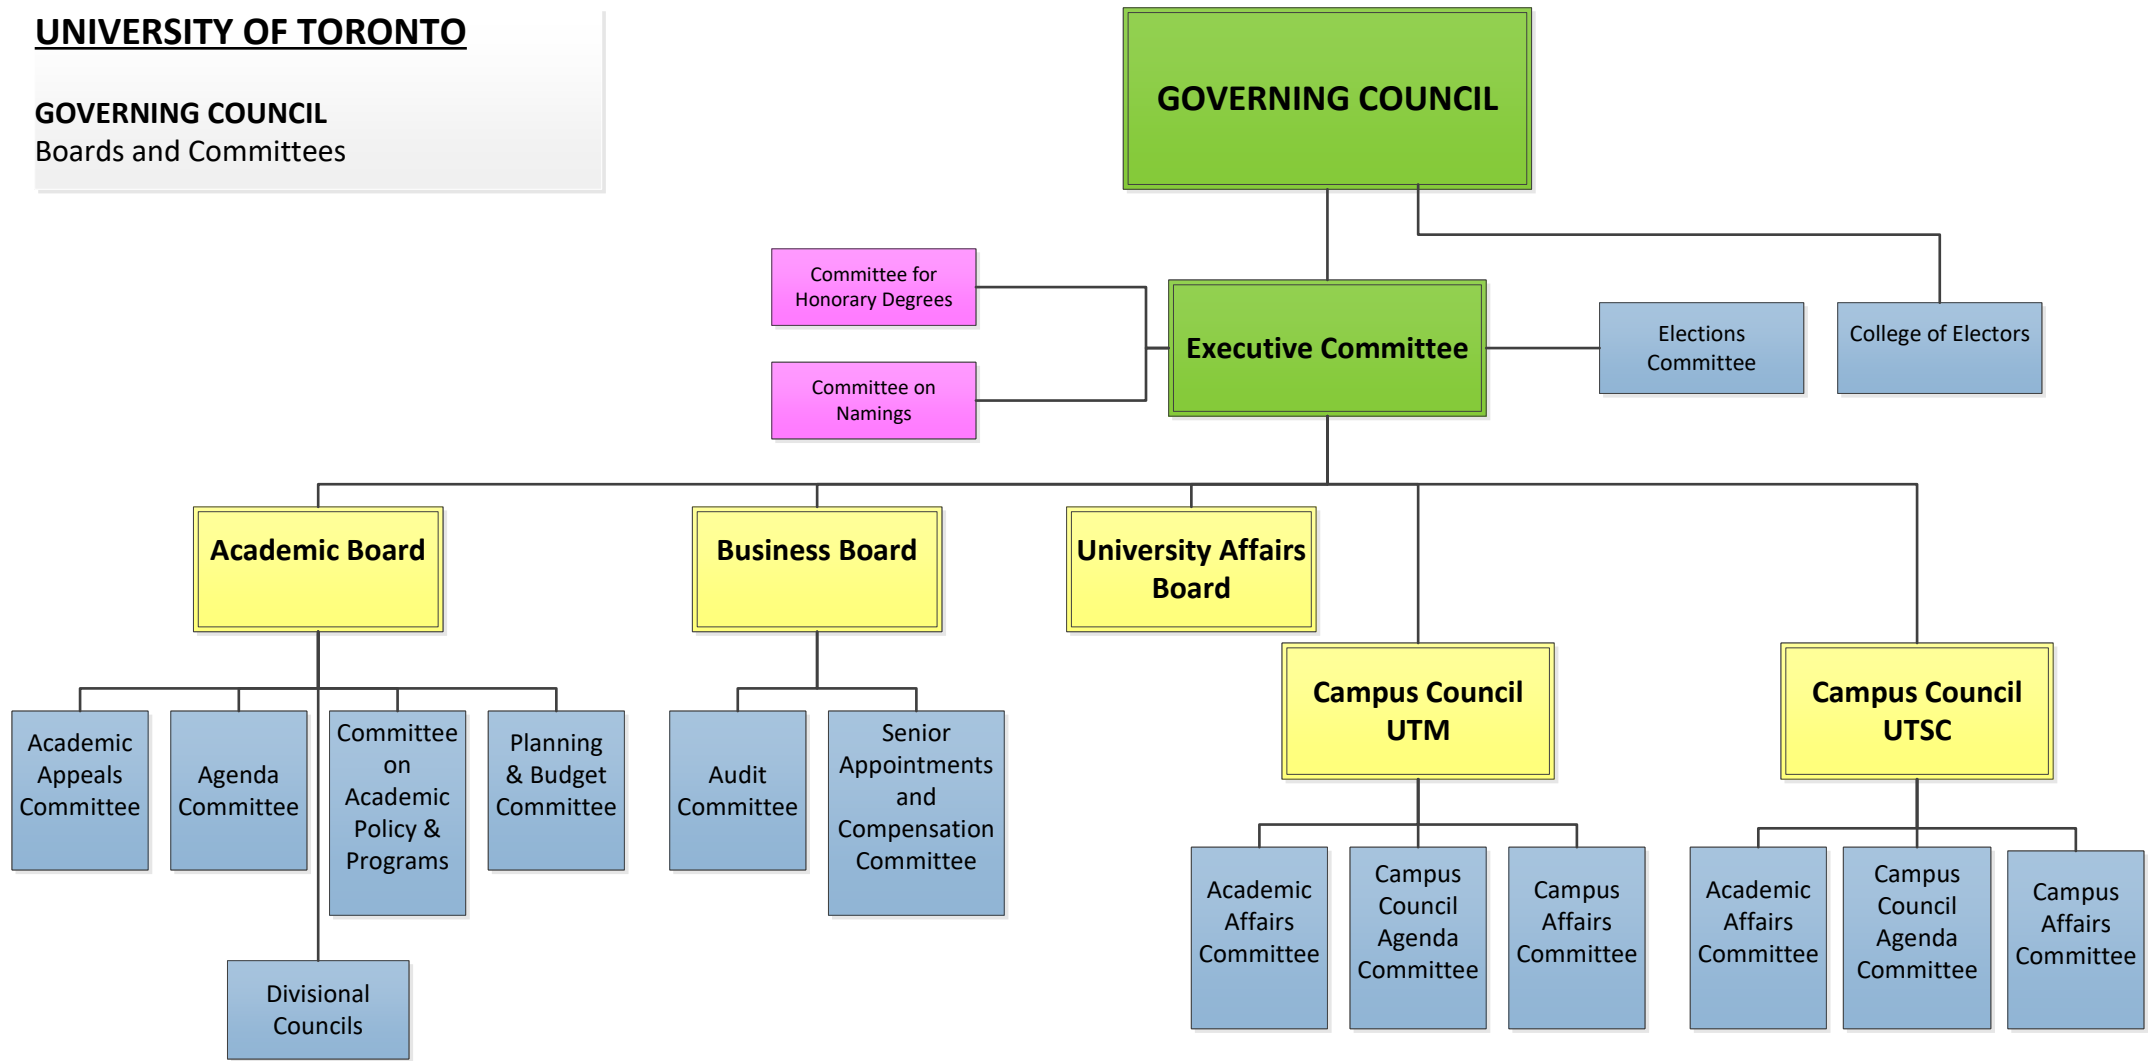 UNIVERSITY OF TORONTO
GOVERNING COUNCIL
Boards and Committees
GOVERNING COUNCIL
Committee for
Honorary Degrees
Committee on
Namings
Executive Committee
Elections
Committee
College of Electors
Academic Board
Business Board
University Affairs
Board
Campus Council
UTM
Campus Council
UTSC
Academic
Appeals
Committee
Agenda
Committee
Committee
on
Academic
Policy &
Programs
Planning
& Budget
Committee
Divisional
Councils
Audit
Committee
Senior
Appointments
and
Compensation
Committee
Academic
Affairs
Committee
Campus
Council
Agenda
Committee
Campus
Affairs
Committee
Academic
Affairs
Committee
Campus
Council
Agenda
Committee
Campus
Affairs
Committee